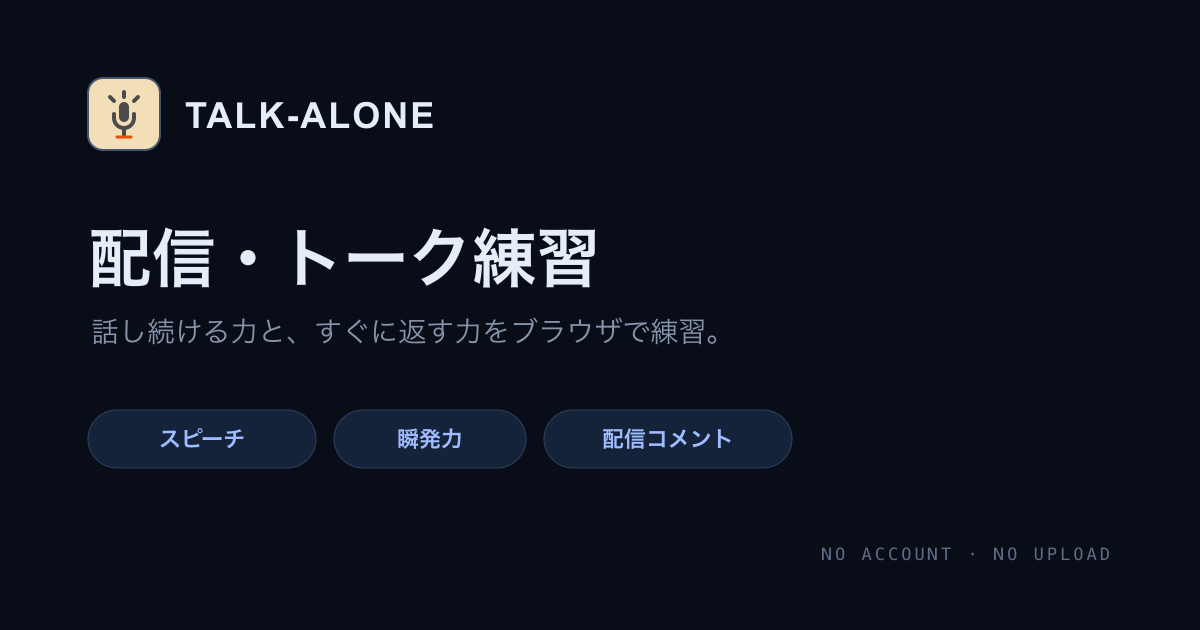 TALK-ALONE
配信・トーク練習
話し続ける力と、すぐに返す力をブラウザで練習。
スピーチ
瞬発力
配信コメント
NO ACCOUNT · NO UPLOAD